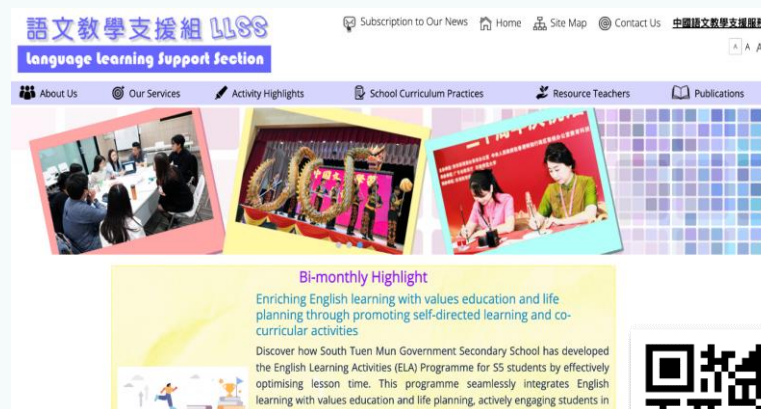 語文教學支援組 LLSS
Language Learning Support Section
Subscription to Our News Home Site Map Contact Us 中國語文教學支援服務
A A A
About Us Our Services Activity Highlights School Curriculum Practices Resource Teachers Publications
中國文化
Bi-monthly Highlight
Enriching English learning with values education and life
planning through promoting self-directed learning and co-
curricular activities
Discover how South Tuen Mun Government Secondary School has developed
the English Learning Activities (ELA) Programme for S5 students by effectively
optimising lesson time. This programme seamlessly integrates English
learning with values education and life planning, actively engaging students in